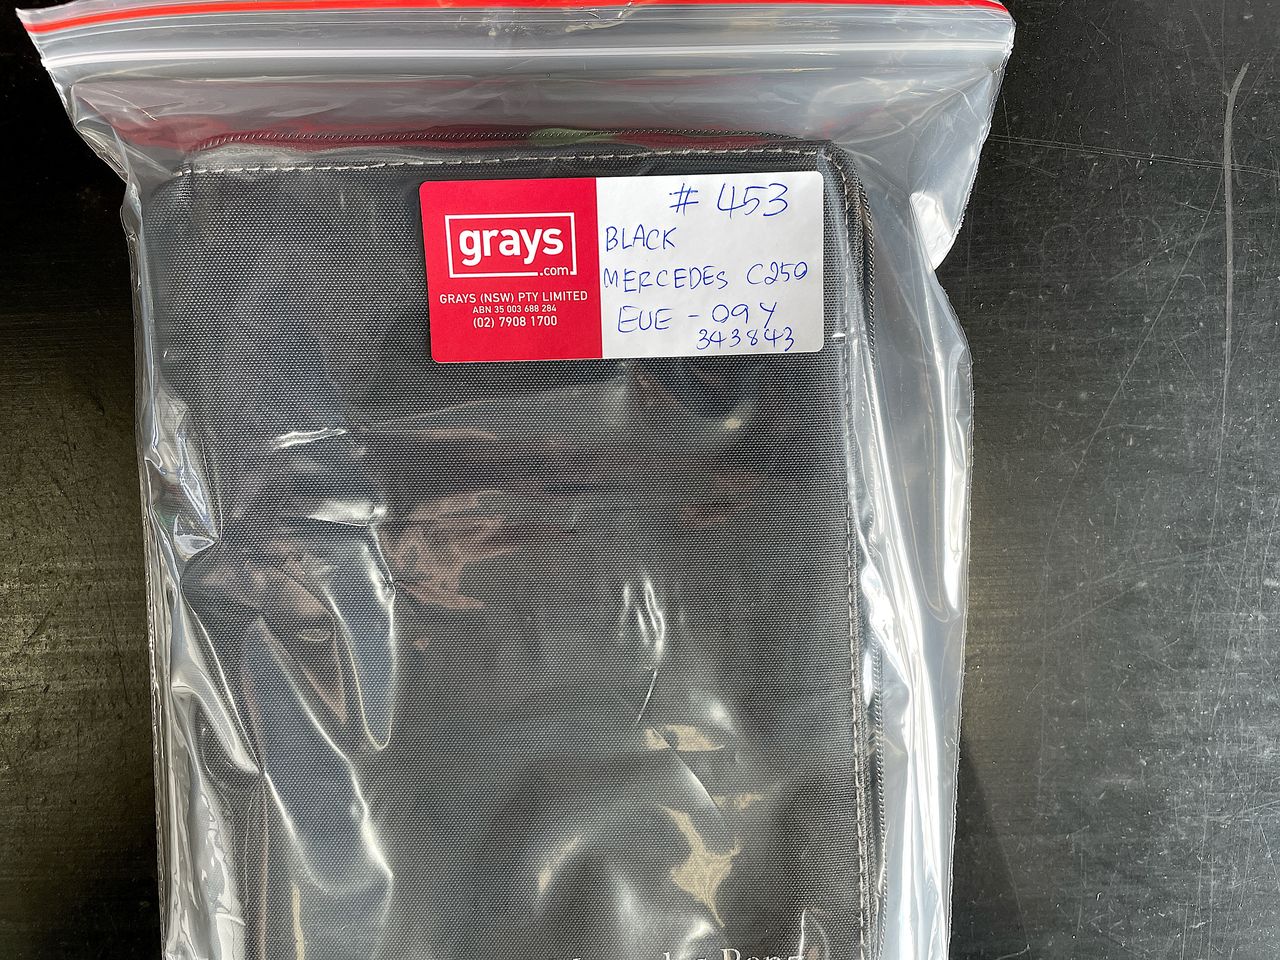 grays
.com
GRAYS (NSW) PTY LIMITED
ABN 35 003 688 284
(02) 7908 1700
# 453
BLACK
MERCEDES C250
EUE - 09Y
343843